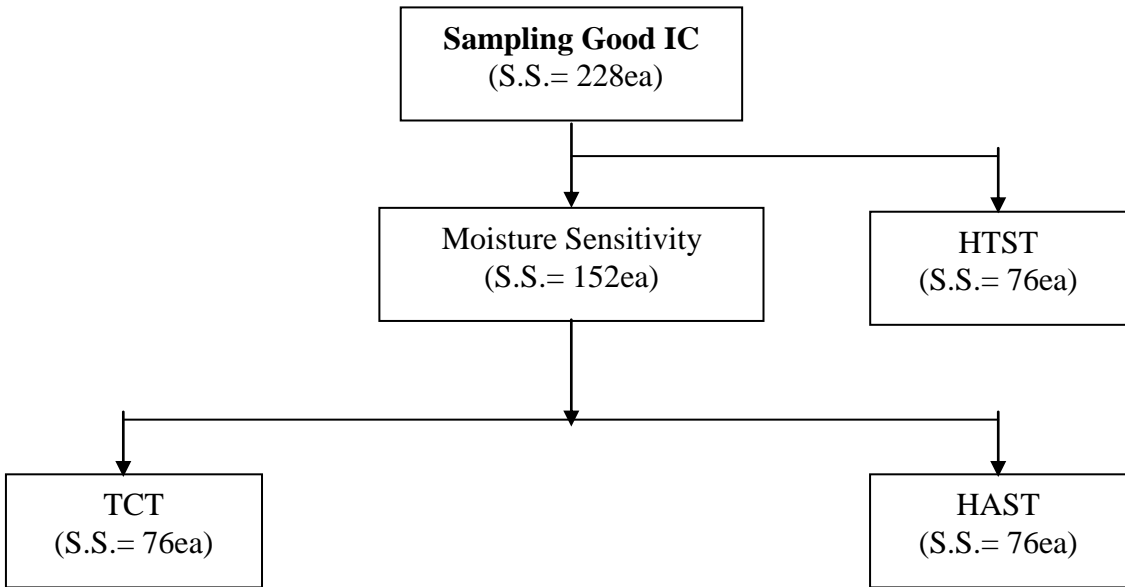 Sampling Good IC
(S.S.= 228ea)
Moisture Sensitivity
(S.S.= 152ea)
HTST
(S.S.= 76ea)
TCT
(S.S.= 76ea)
HAST
(S.S.= 76ea)